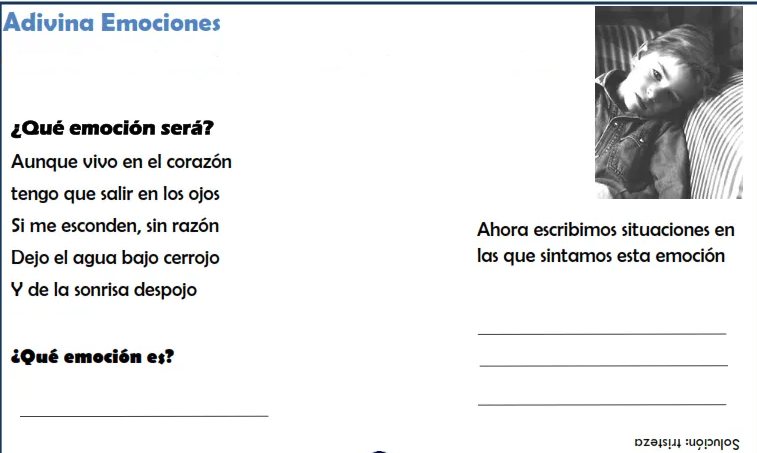 Adivina Emociones
¿Qué emoción será?
Aunque vivo en el corazón
tengo que salir en los ojos
Si me esconden, sin razón
Dejo el agua bajo cerrojo
Y de la sonrisa despojo
¿Qué emoción es?
Ahora escribimos situaciones en
las que sintamos esta emoción
Solución: tristeza